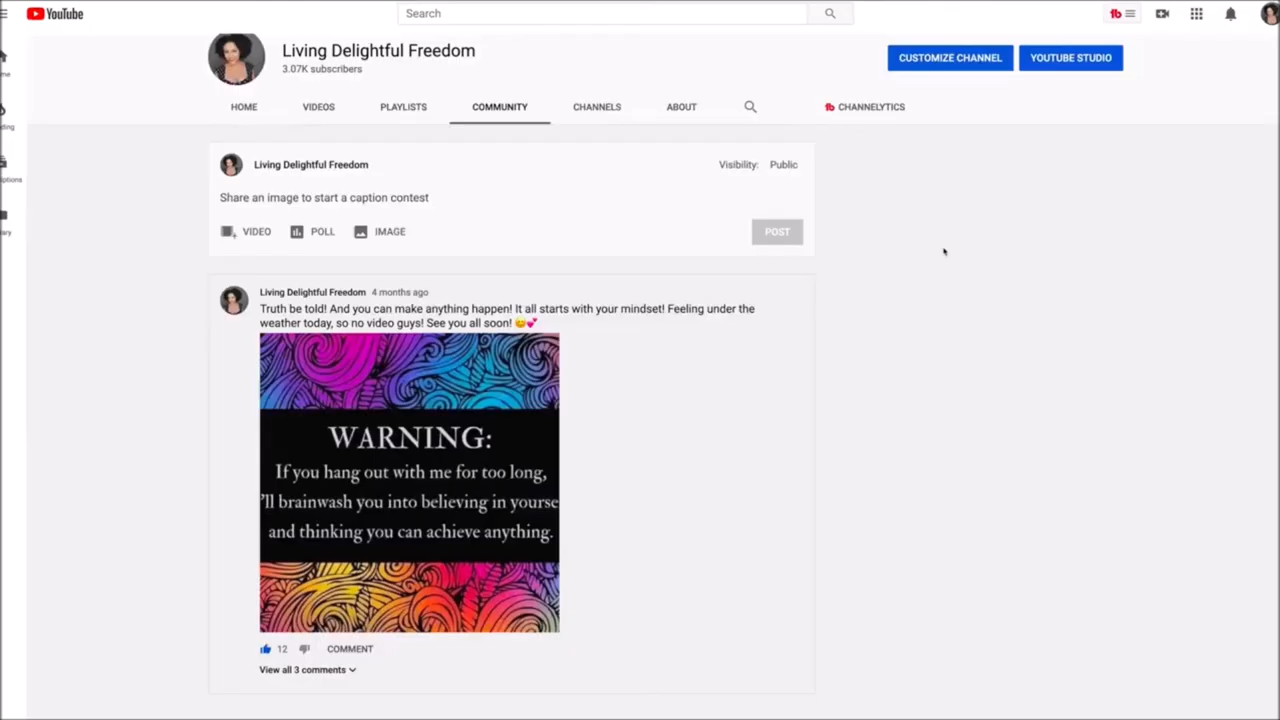 YouTube
Search
Living Delightful Freedom
3.07K subscribers
CUSTOMIZE CHANNEL
YOUTUBE STUDIO
HOME
VIDEOS
PLAYLISTS
COMMUNITY
CHANNELS
ABOUT
tb CHANNELYTICS
Living Delightful Freedom
Visibility: Public
Share an image to start a caption contest
VIDEO
POLL
IMAGE
POST
Living Delightful Freedom 4 months ago
Truth be told! And you can make anything happen! It all starts with your mindset! Feeling under the
weather today, so no video guys! See you all soon! 😊💕
WARNING:
If you hang out with me for too long,
'll brainwash you into believing in yourse
and thinking you can achieve anything.
12
COMMENT
View all 3 comments